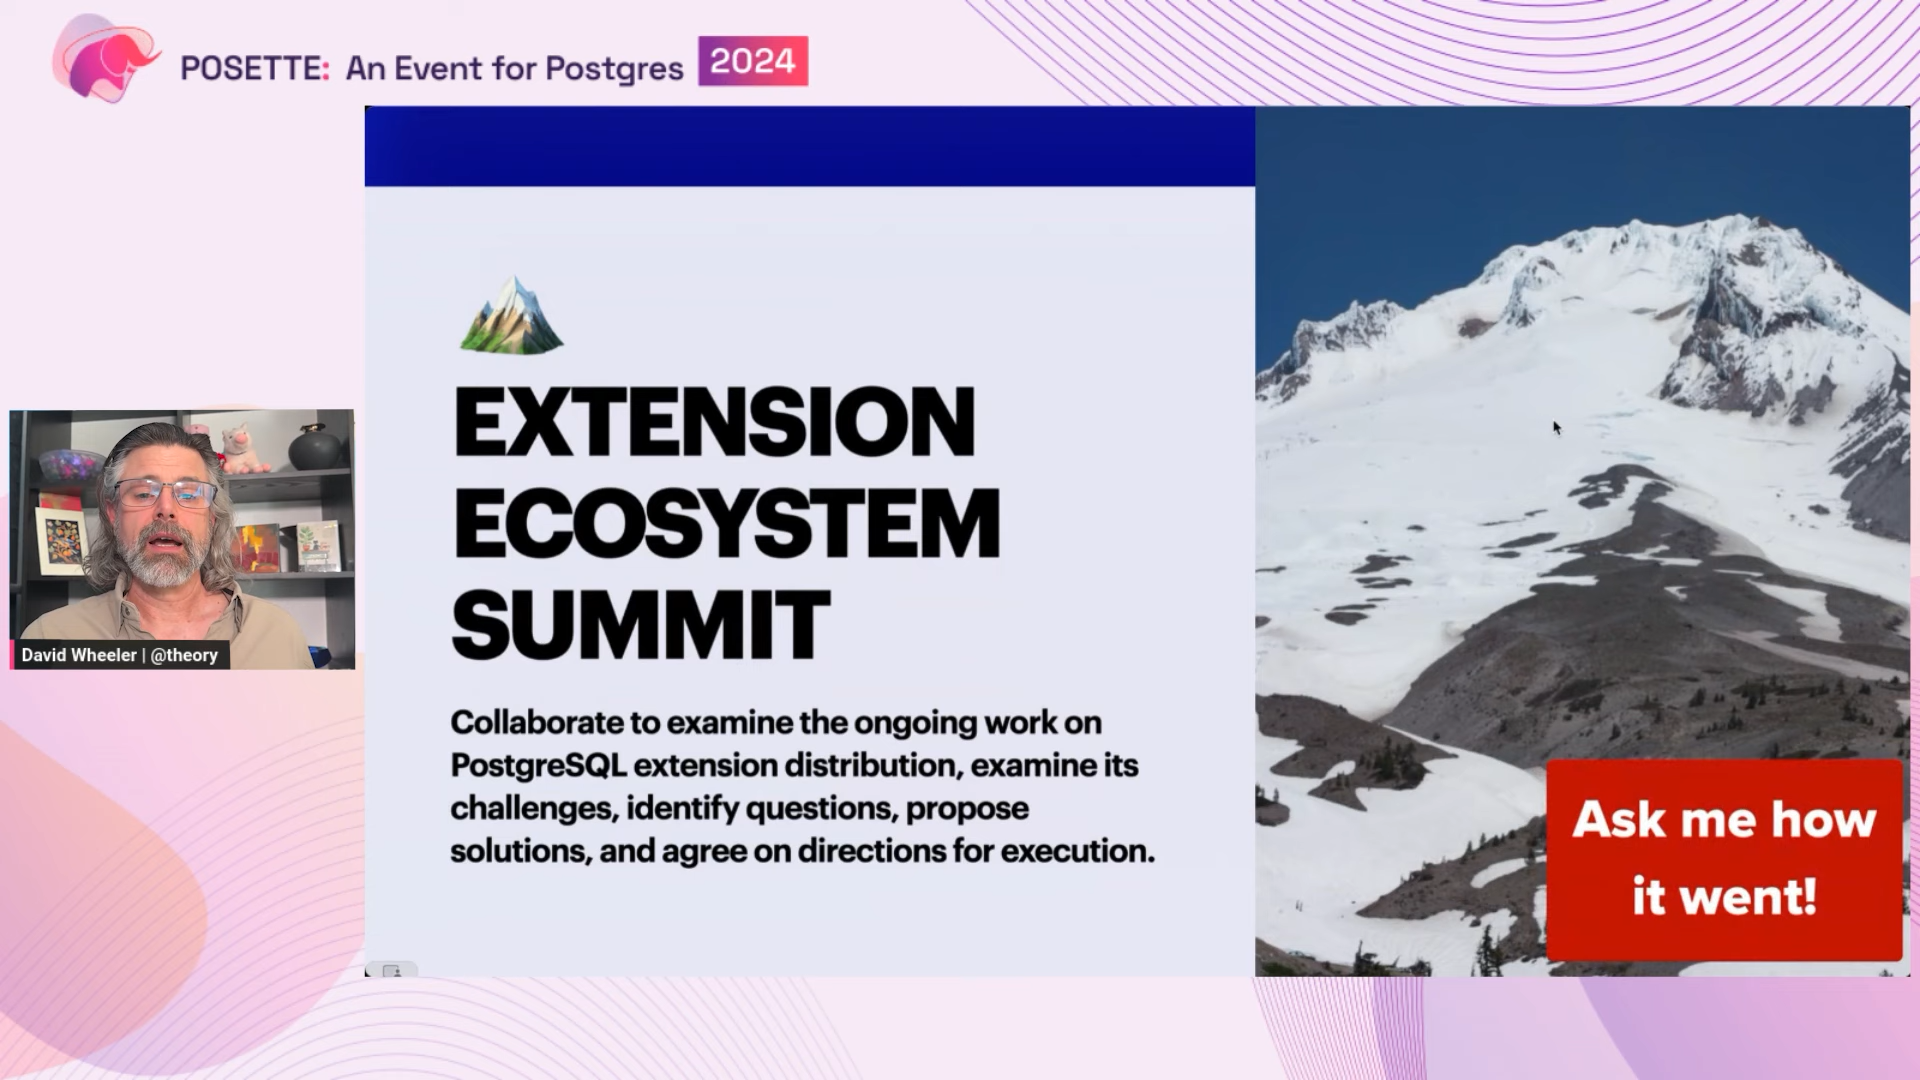 POSETTE: An Event for Postgres 2024
EXTENSION
ECOSYSTEM
SUMMIT
Collaborate to examine the ongoing work on
PostgreSQL extension distribution, examine its
challenges, identify questions, propose
solutions, and agree on directions for execution.
Ask me how
it went!
David Wheeler | @theory